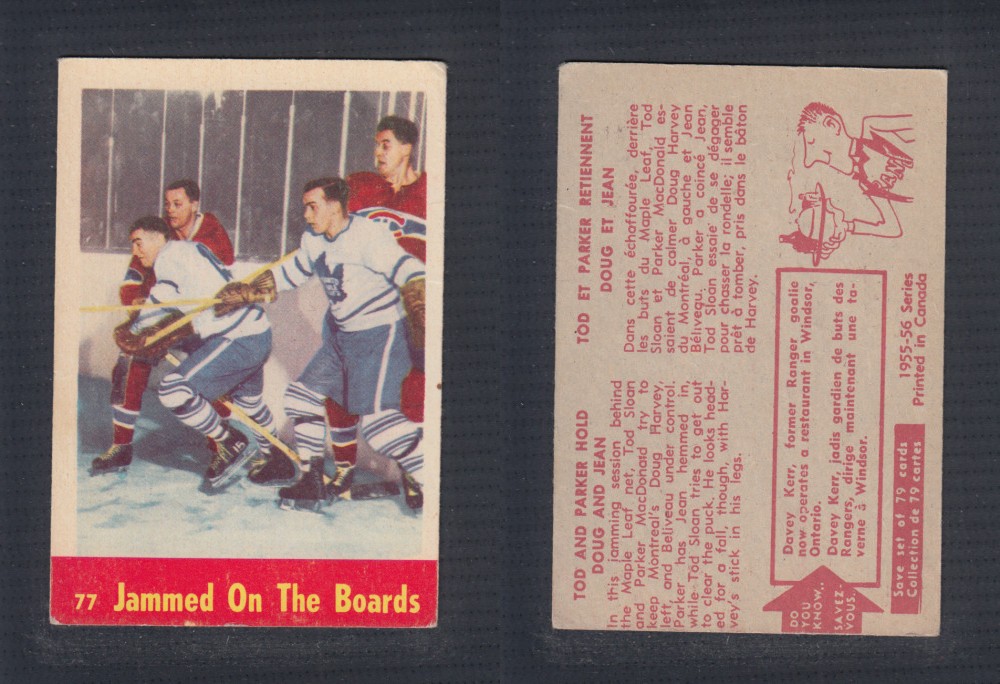 77 Jammed On The Boards
TOD AND PARKER HOLD
DOUG AND JEAN
In this jamming session behind
the Maple Leaf net, Tod Sloan
and Parker MacDonald try to
keep Montreal's Doug Harvey,
left, and Beliveau under control.
Parker has Jean hemmed in,
while Tod Sloan tries to get out
to clear the puck. He looks head-
ed for a fall, though, with Har-
vey's stick in his legs.
TÒD ET PARKER RETIENNENT
DOUG ET JEAN
Dans cette échaffourée, derrière
les buts du Maple Leaf, Tod
Sloan et Parker MacDonald es-
saient de calmer Doug Harvey
du Montréal, à gauche et Jean
Béliveau. Parker a coincé Jean,
Tod Sloan essaie de se dégager
pour chasser la rondelle; il semble
prêt à tomber, pris dans le bâton
de Harvey.
DO
YOU
KNOW..
SAVEZ
VOUS.
Davey Kerr, former Ranger goalie
now operates a restaurant in Windsor,
Ontario.
Davey Kerr, jadis gardien de buts des
Rangers, dirige maintenant une ta-
verne à Windsor.
Save set of 79 cards
Collection de 79 cartes
1955-56 Series
Printed in Canada